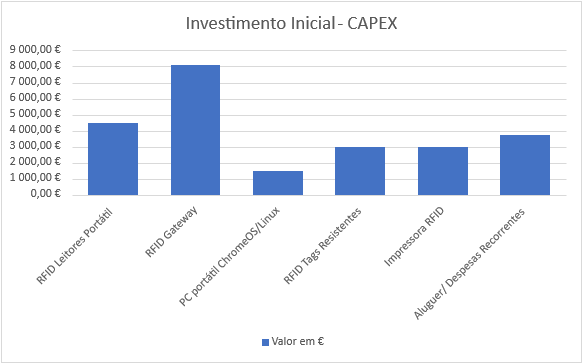 Investimento Inicial - CAPEX
9 000,00 €
8 000,00 €
7 000,00 €
6 000,00 €
5 000,00 €
4 000,00 €
3 000,00 €
2 000,00 €
1 000,00 €
0,00 €
RFID Leitores Portátil
RFID Gateway
PC portátil ChromeOS/Linux
RFID Tags Resistentes
Impressora RFID
Aluguer/ Despesas Recorrentes
Valor em €